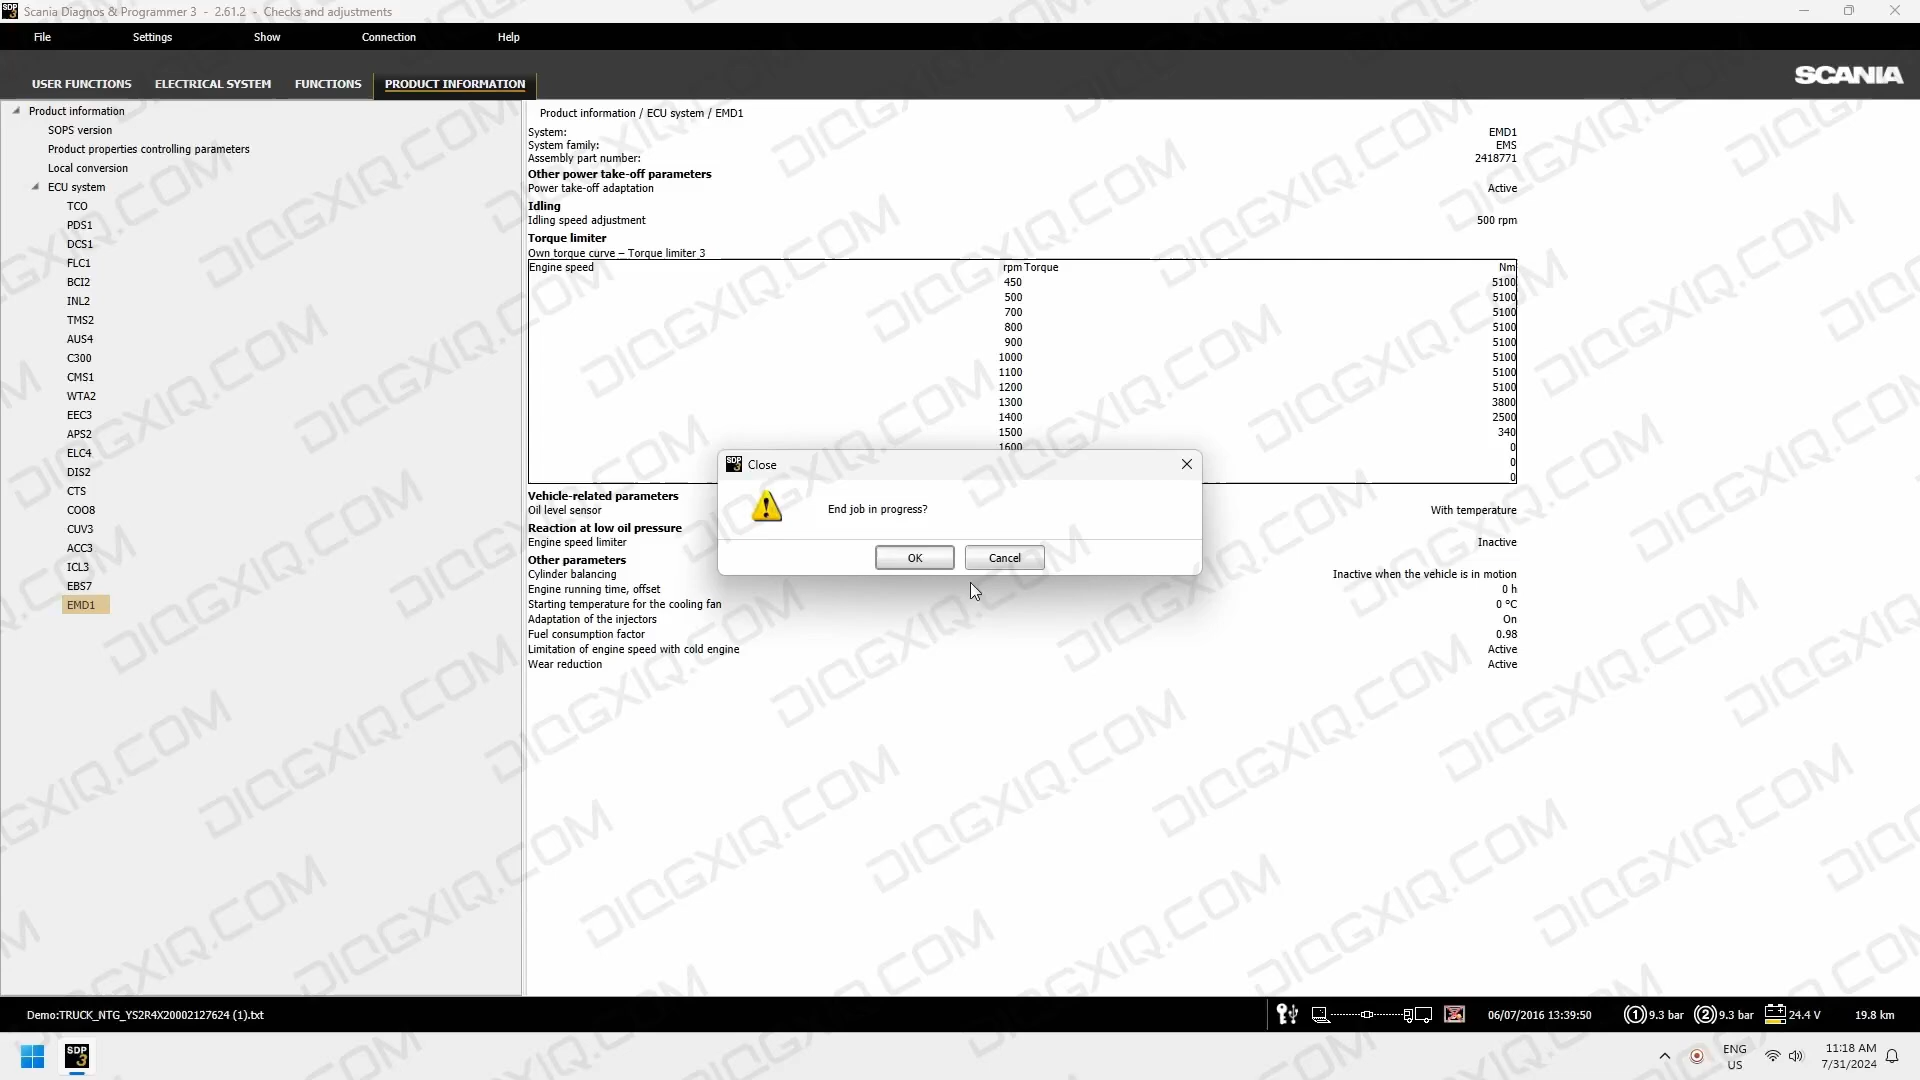 Scania Diagnos & Programmer 3 - 2.61.2 - Checks and adjustments
File Settings Show Connection Help
USER FUNCTIONS ELECTRICAL SYSTEM FUNCTIONS PRODUCT INFORMATION
SCANIA
Product information
SOPS version
Product properties controlling parameters
Local conversion
ECU system
TCO
PDS1
DCS1
FLC1
BCI2
INL2
TMS2
AUS4
C300
CMS1
WTA2
EEC3
APS2
ELC4
DIS2
CTS
COO8
CUV3
ACC3
ICL3
EBS7
EMD1
Product information / ECU system / EMD1
System: EMD1
System family: EMS
Assembly part number: 2418771
Other power take-off parameters
Power take-off adaptation Active
Idling
Idling speed adjustment 500 rpm
Torque limiter
Own torque curve – Torque limiter 3
Engine speed rpm Torque Nm
450 5100
500 5100
700 5100
800 5100
900 5100
1000 5100
1100 5100
1200 5100
1300 3800
1400 2500
1500 340
1600 0
0
0
Close
End job in progress?
OK Cancel
Vehicle-related parameters
Oil level sensor With temperature
Reaction at low oil pressure
Engine speed limiter Inactive
Other parameters
Cylinder balancing Inactive when the vehicle is in motion
Engine running time, offset 0 h
Starting temperature for the cooling fan 0 °C
Adaptation of the injectors On
Fuel consumption factor 0.98
Limitation of engine speed with cold engine Active
Wear reduction Active
Demo:TRUCK_NTG_YS2R4X20002127624 (1).txt
06/07/2016 13:39:50 1 9.3 bar 2 9.3 bar 24.4 V 19.8 km
SDP 3
ENG
US
11:18 AM
7/31/2024
DIAGXIA.COM